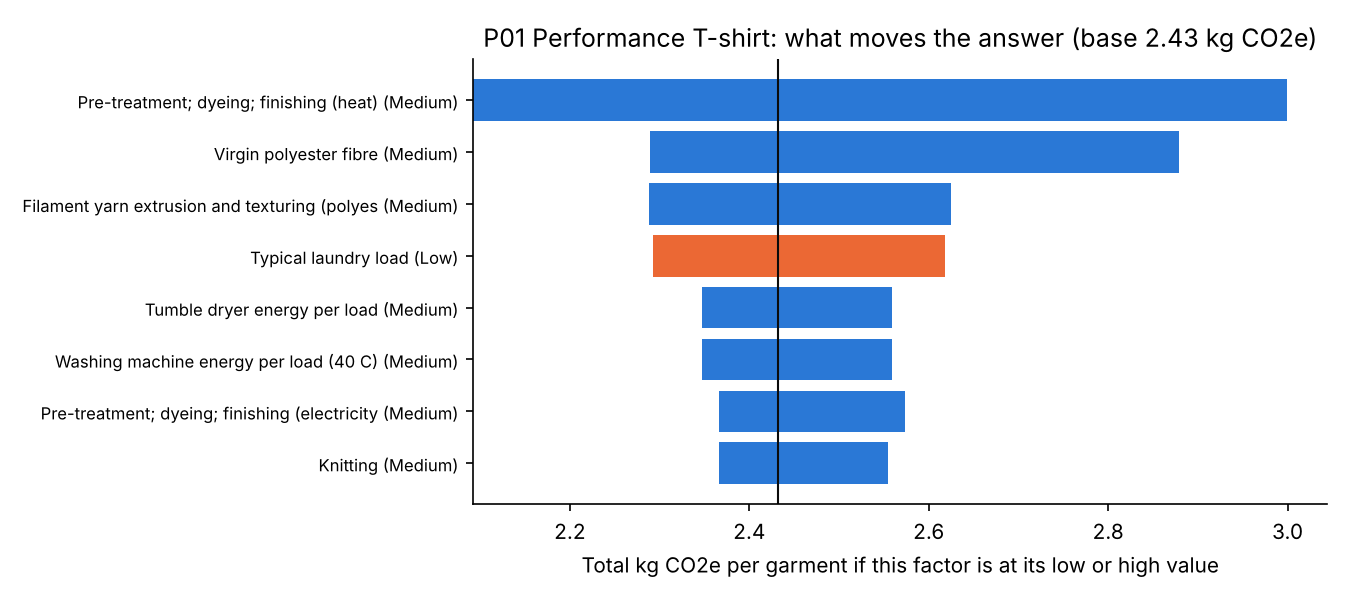 P01 Performance T-shirt: what moves the answer (base 2.43 kg CO2e)
Pre-treatment; dyeing; finishing (heat) (Medium)
Virgin polyester fibre (Medium)
Filament yarn extrusion and texturing (polyes (Medium)
Typical laundry load (Low)
Tumble dryer energy per load (Medium)
Washing machine energy per load (40 C) (Medium)
Pre-treatment; dyeing; finishing (electricity (Medium)
Knitting (Medium)
2.2 2.4 2.6 2.8 3.0
Total kg CO2e per garment if this factor is at its low or high value